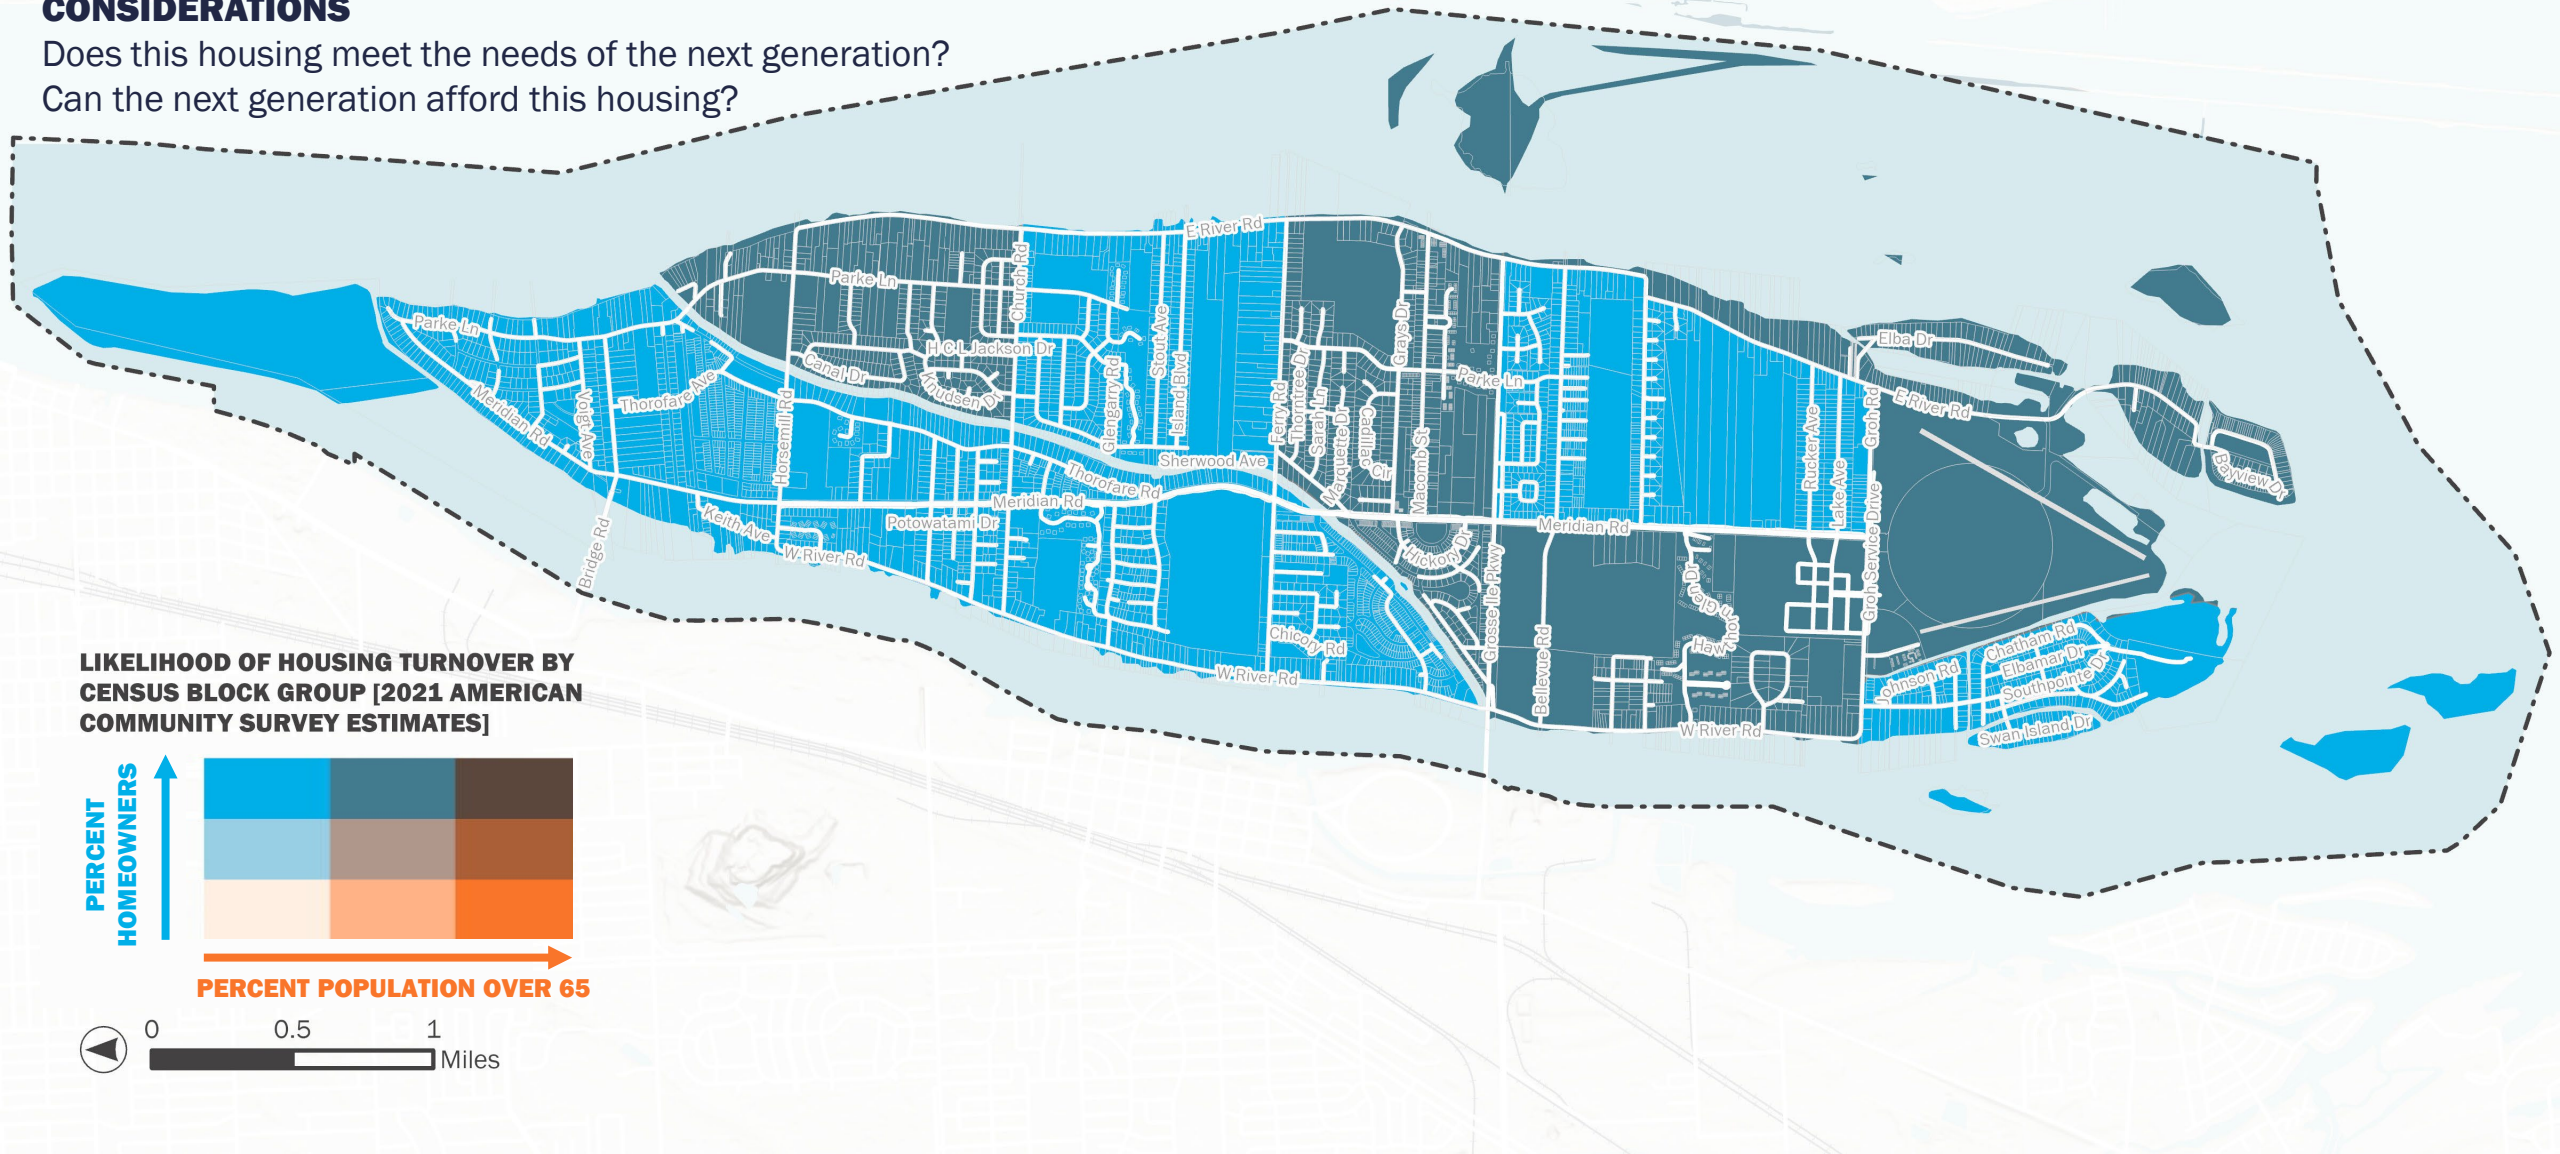 CONSIDERATIONS
Does this housing meet the needs of the next generation?
Can the next generation afford this housing?
E River Rd
Parke Ln
Church Rd
Stout Ave
Island Blvd
Glengarry Rd
H C L Jackson Dr
Canal Dr
Knudsen Dr
Parke Ln
Meridian Rd
Voigt Ave
Thorofare Ave
Horsemill Rd
Ferry Rd
Thorntree Dr
Sarah Ln
Marquette Dr
Cadillac Cir
Grays Dr
Macomb St
Parke Ln
Sherwood Ave
Thorofare Rd
Meridian Rd
Potowatami Dr
Keith Ave
W River Rd
Bridge Rd
Elba Dr
E River Rd
Bayview Dr
Rucker Ave
Lake Ave
Groh Rd
Groh Service Drive
Meridian Rd
Hickory Dr
Grosse Ile Pkwy
Bellevue Rd
Hawthorn Glen Dr
Chicory Rd
W River Rd
W River Rd
Johnson Rd
Chatham Rd
Elbamar Dr
Southpointe Dr
Swan Island Dr
LIKELIHOOD OF HOUSING TURNOVER BY
CENSUS BLOCK GROUP [2021 AMERICAN
COMMUNITY SURVEY ESTIMATES]
PERCENT
HOMEOWNERS
PERCENT POPULATION OVER 65
0 0.5 1
Miles